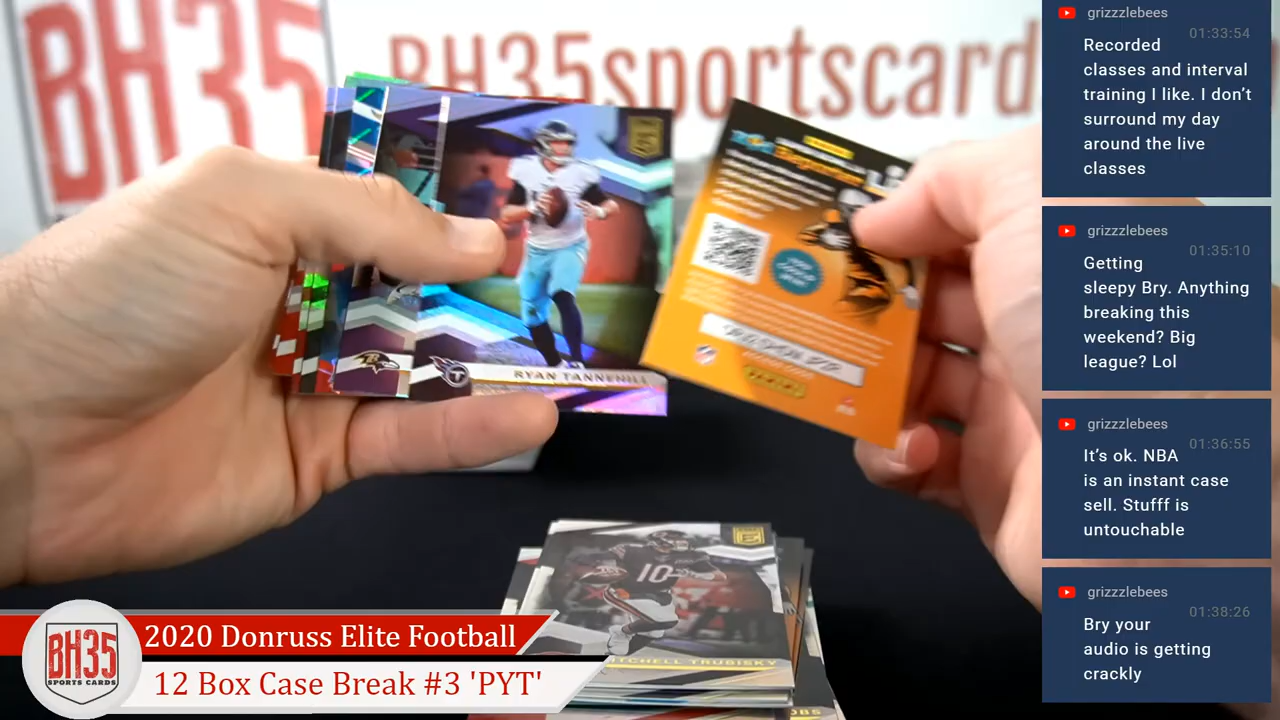 BH35sportscard
BH35
RYAN TANNEHILL
10
MITCHELL TRUBISKY
BH35
SPORTS CARDS
2020 Donruss Elite Football
12 Box Case Break #3 'PYT'
grizzzlebees
01:33:54
Recorded
classes and interval
training I like. I don’t
surround my day
around the live
classes
grizzzlebees
01:35:10
Getting
sleepy Bry. Anything
breaking this
weekend? Big
league? Lol
grizzzlebees
01:36:55
It’s ok. NBA
is an instant case
sell. Stufff is
untouchable
grizzzlebees
01:38:26
Bry your
audio is getting
crackly